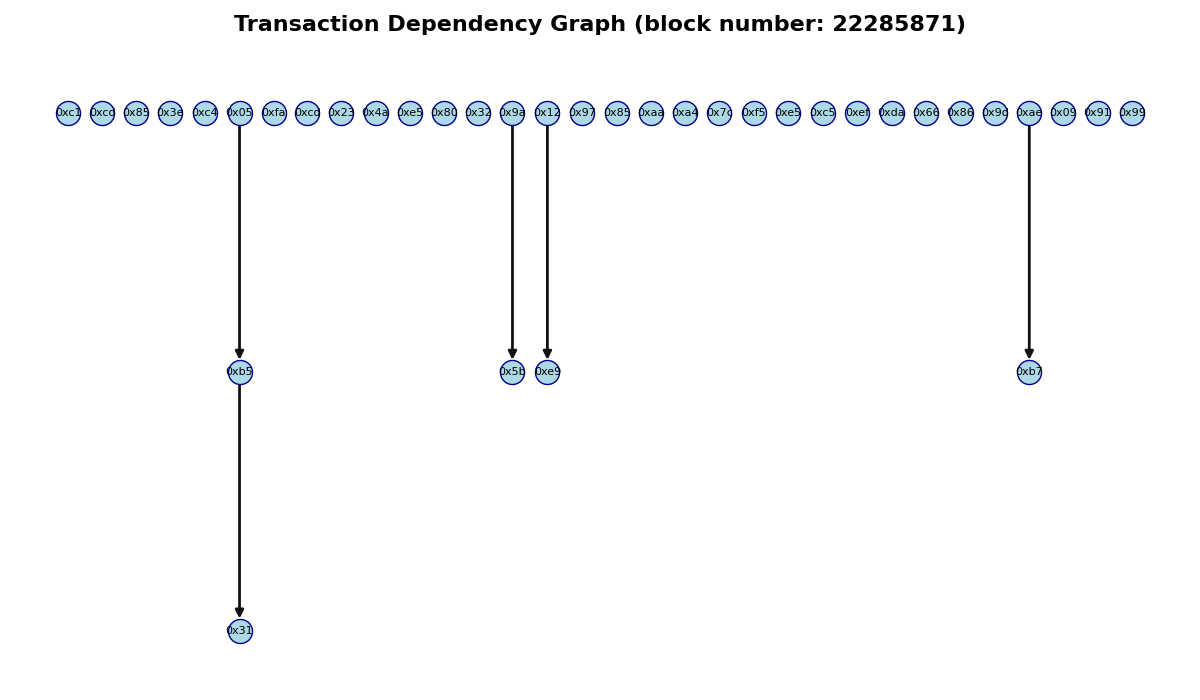 Transaction Dependency Graph (block number: 22285871)
0xc1 0xcd 0x85 0x3e 0xc4 0x05 0xfa 0xcd 0x23 0x4a 0xe5 0x80 0x32 0x9a 0x12 0x97 0x85 0xaa 0xa4 0x7c 0xf5 0xe5 0xc5 0xef 0xda 0x66 0x86 0x9d 0xae 0x09 0x91 0x99
0xb5 0x5b 0xe9 0xb7
0x31